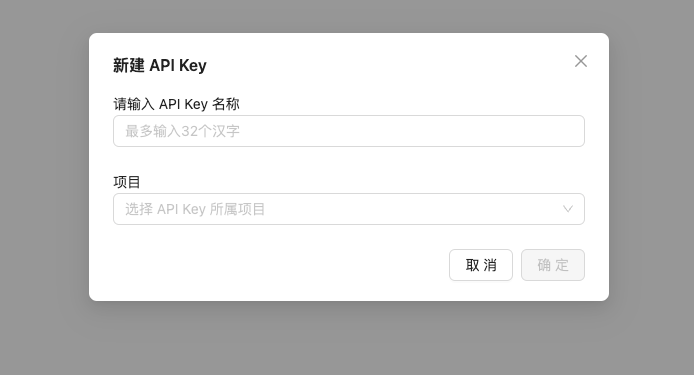 新建 API Key
请输入 API Key 名称
最多输入32个汉字
项目
选择 API Key 所属项目
取 消
确 定